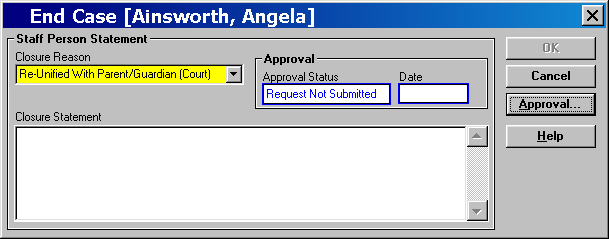 End Case [Ainsworth, Angela]
Staff Person Statement
Closure Reason
Re-Unified With Parent/Guardian (Court)
Approval
Approval Status Date
Request Not Submitted
Closure Statement
OK
Cancel
Approval...
Help